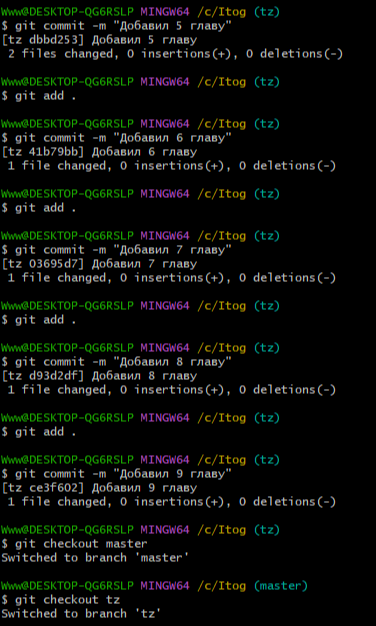 Www@DESKTOP-QG6RSLP MINGW64 /c/Itog (tz)
$ git commit -m "Добавил 5 главу"
[tz dbbd253] Добавил 5 главу
 2 files changed, 0 insertions(+), 0 deletions(-)
Www@DESKTOP-QG6RSLP MINGW64 /c/Itog (tz)
$ git add .
Www@DESKTOP-QG6RSLP MINGW64 /c/Itog (tz)
$ git commit -m "Добавил 6 главу"
[tz 41b79bb] Добавил 6 главу
 1 file changed, 0 insertions(+), 0 deletions(-)
Www@DESKTOP-QG6RSLP MINGW64 /c/Itog (tz)
$ git add .
Www@DESKTOP-QG6RSLP MINGW64 /c/Itog (tz)
$ git commit -m "Добавил 7 главу"
[tz 03695d7] Добавил 7 главу
 1 file changed, 0 insertions(+), 0 deletions(-)
Www@DESKTOP-QG6RSLP MINGW64 /c/Itog (tz)
$ git add .
Www@DESKTOP-QG6RSLP MINGW64 /c/Itog (tz)
$ git commit -m "Добавил 8 главу"
[tz d93d2df] Добавил 8 главу
 1 file changed, 0 insertions(+), 0 deletions(-)
Www@DESKTOP-QG6RSLP MINGW64 /c/Itog (tz)
$ git add .
Www@DESKTOP-QG6RSLP MINGW64 /c/Itog (tz)
$ git commit -m "Добавил 9 главу"
[tz ce3f602] Добавил 9 главу
 1 file changed, 0 insertions(+), 0 deletions(-)
Www@DESKTOP-QG6RSLP MINGW64 /c/Itog (tz)
$ git checkout master
Switched to branch 'master'
Www@DESKTOP-QG6RSLP MINGW64 /c/Itog (master)
$ git checkout tz
Switched to branch 'tz'